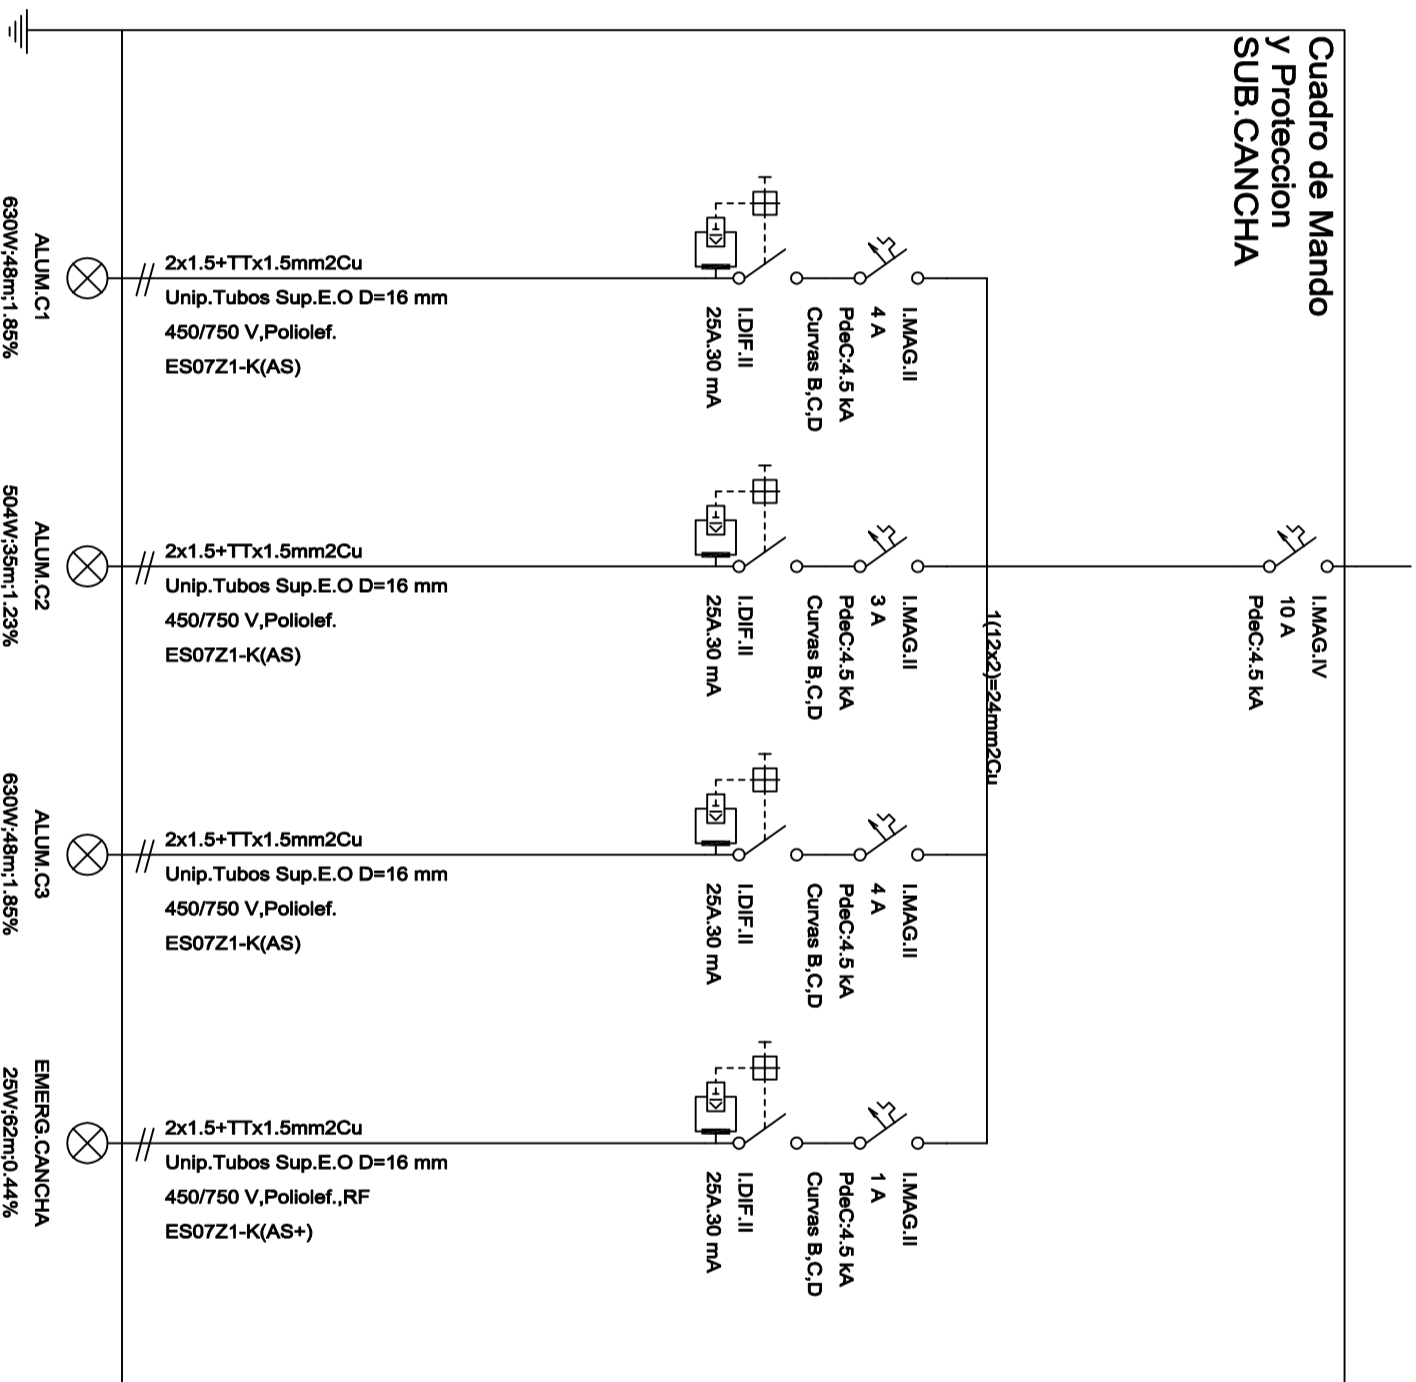 Cuadro de Mando
y Proteccion
SUB.CANCHA
I.MAG.IV
10 A
PdeC:4.5 kA
1(12x2)=24mm2Cu
I.MAG.II
4 A
PdeC:4.5 kA
Curvas B,C,D
I.DIF.II
25A.30 mA
2x1.5+TTx1.5mm2Cu
Unip.Tubos Sup.E.O D=16 mm
450/750 V,Poliolef.
ES07Z1-K(AS)
ALUM.C1
630W;48m;1.85%
I.MAG.II
3 A
PdeC:4.5 kA
Curvas B,C,D
I.DIF.II
25A.30 mA
2x1.5+TTx1.5mm2Cu
Unip.Tubos Sup.E.O D=16 mm
450/750 V,Poliolef.
ES07Z1-K(AS)
ALUM.C2
504W;35m;1.23%
I.MAG.II
4 A
PdeC:4.5 kA
Curvas B,C,D
I.DIF.II
25A.30 mA
2x1.5+TTx1.5mm2Cu
Unip.Tubos Sup.E.O D=16 mm
450/750 V,Poliolef.
ES07Z1-K(AS)
ALUM.C3
630W;48m;1.85%
I.MAG.II
1 A
PdeC:4.5 kA
Curvas B,C,D
I.DIF.II
25A.30 mA
2x1.5+TTx1.5mm2Cu
Unip.Tubos Sup.E.O D=16 mm
450/750 V,Poliolef.,RF
ES07Z1-K(AS+)
EMERG.CANCHA
25W;62m;0.44%